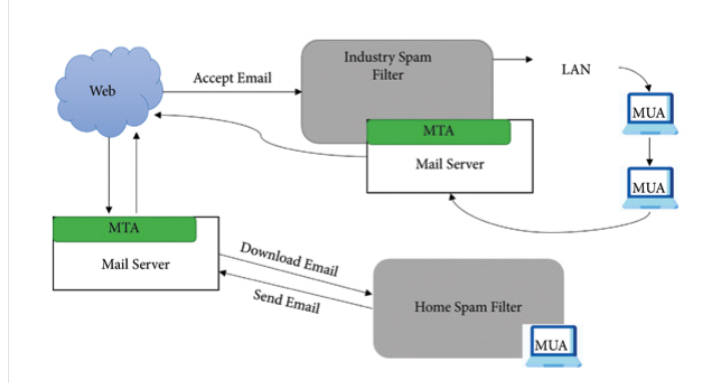 Industry Spam
Filter
LAN
Accept Email
Web
MUA
MTA
Mail Server
MUA
MTA
Mail Server
Download Email
Send Email
Home Spam Filter
MUA